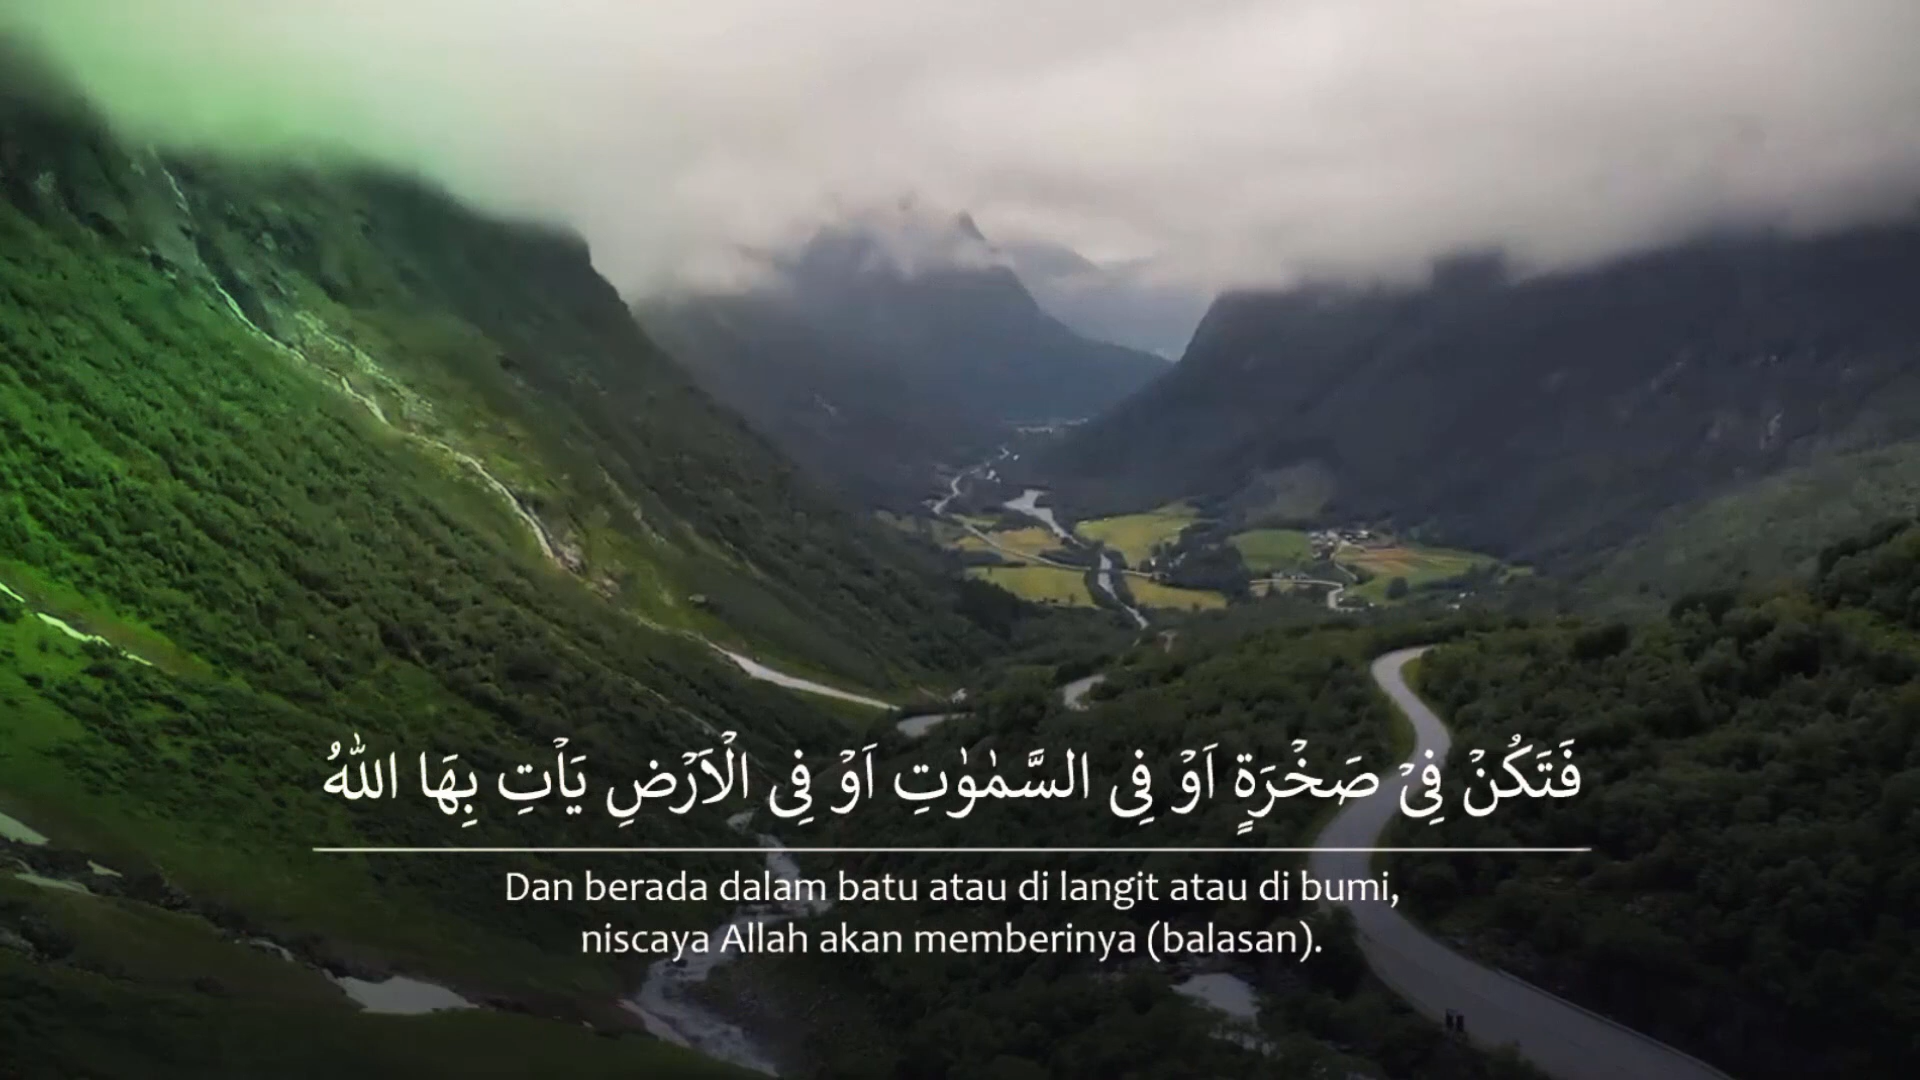 فَتَكُنْ فِيْ صَخْرَةٍ اَوْ فِى السَّمٰوٰتِ اَوْ فِى الْاَرْضِ يَأْتِ بِهَا اللّٰهُ
Dan berada dalam batu atau di langit atau di bumi,
niscaya Allah akan memberinya (balasan).